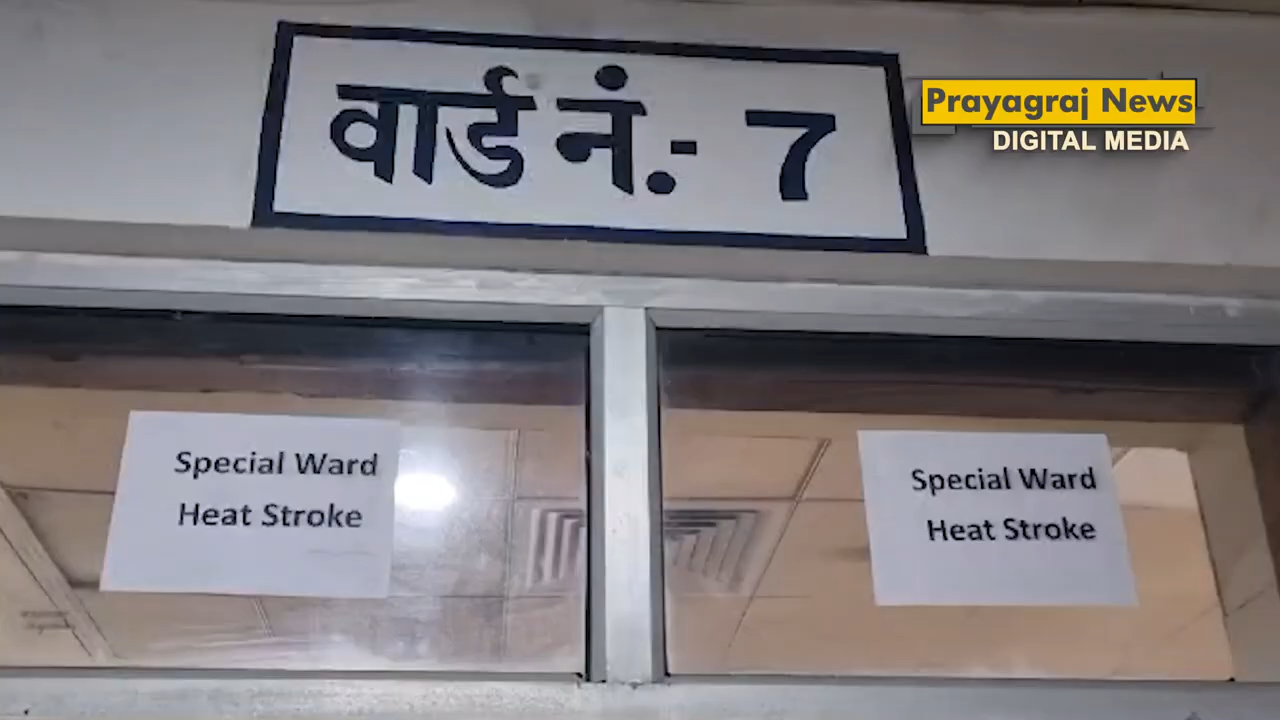 वार्ड नं.- 7
Prayagraj News
DIGITAL MEDIA
Special Ward
Heat Stroke
Special Ward
Heat Stroke